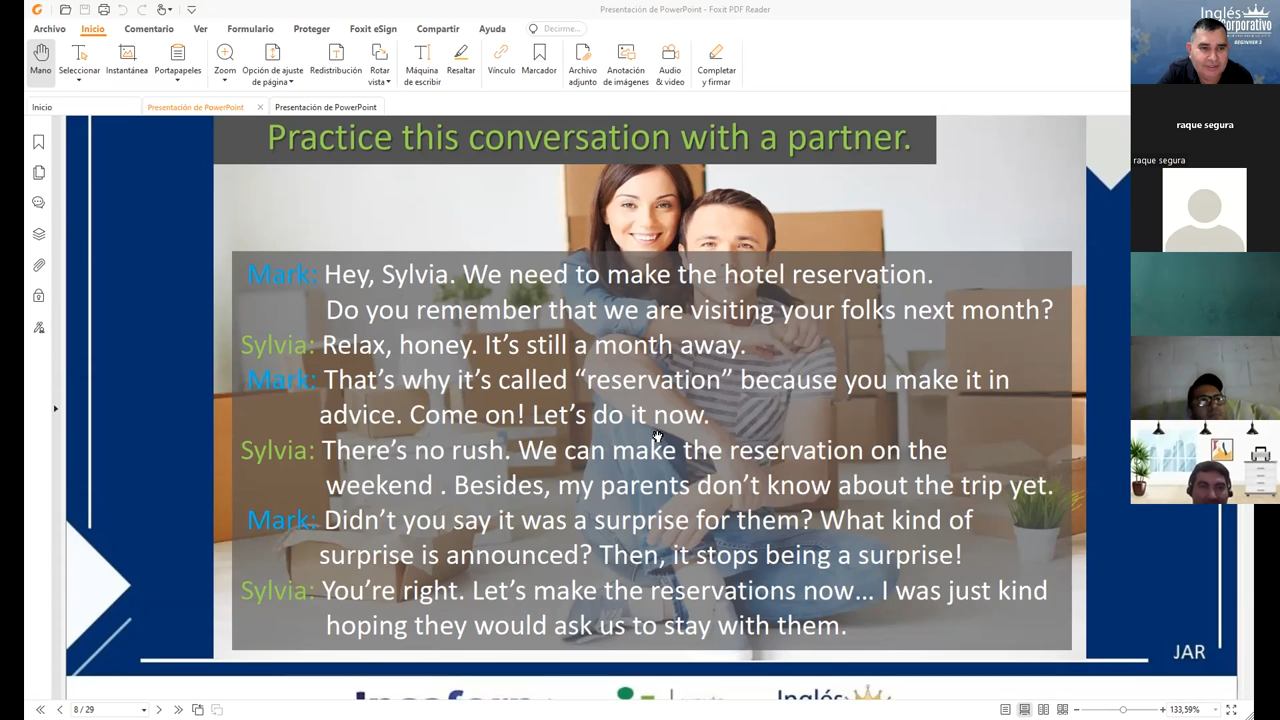 Presentación de PowerPoint - Foxit PDF Reader
Archivo Inicio Comentario Ver Formulario Proteger Foxit eSign Compartir Ayuda Decirme...
Mano Seleccionar Instantánea Portapapeles Zoom Opción de ajuste de página Redistribución Rotar vista Máquina de escribir Resaltar Vínculo Marcador Archivo adjunto Anotación de imágenes Audio & video Completar y firmar
Inicio Presentación de PowerPoint Presentación de PowerPoint
Practice this conversation with a partner.
Mark: Hey, Sylvia. We need to make the hotel reservation.
Do you remember that we are visiting your folks next month?
Sylvia: Relax, honey. It’s still a month away.
Mark: That’s why it’s called “reservation” because you make it in
advice. Come on! Let’s do it now.
Sylvia: There’s no rush. We can make the reservation on the
weekend . Besides, my parents don’t know about the trip yet.
Mark: Didn’t you say it was a surprise for them? What kind of
surprise is announced? Then, it stops being a surprise!
Sylvia: You’re right. Let’s make the reservations now... I was just kind
hoping they would ask us to stay with them.
JAR
8 / 29
133,59%
Inglés
Corporativo
BEGINNER 2
raque segura
raque segura